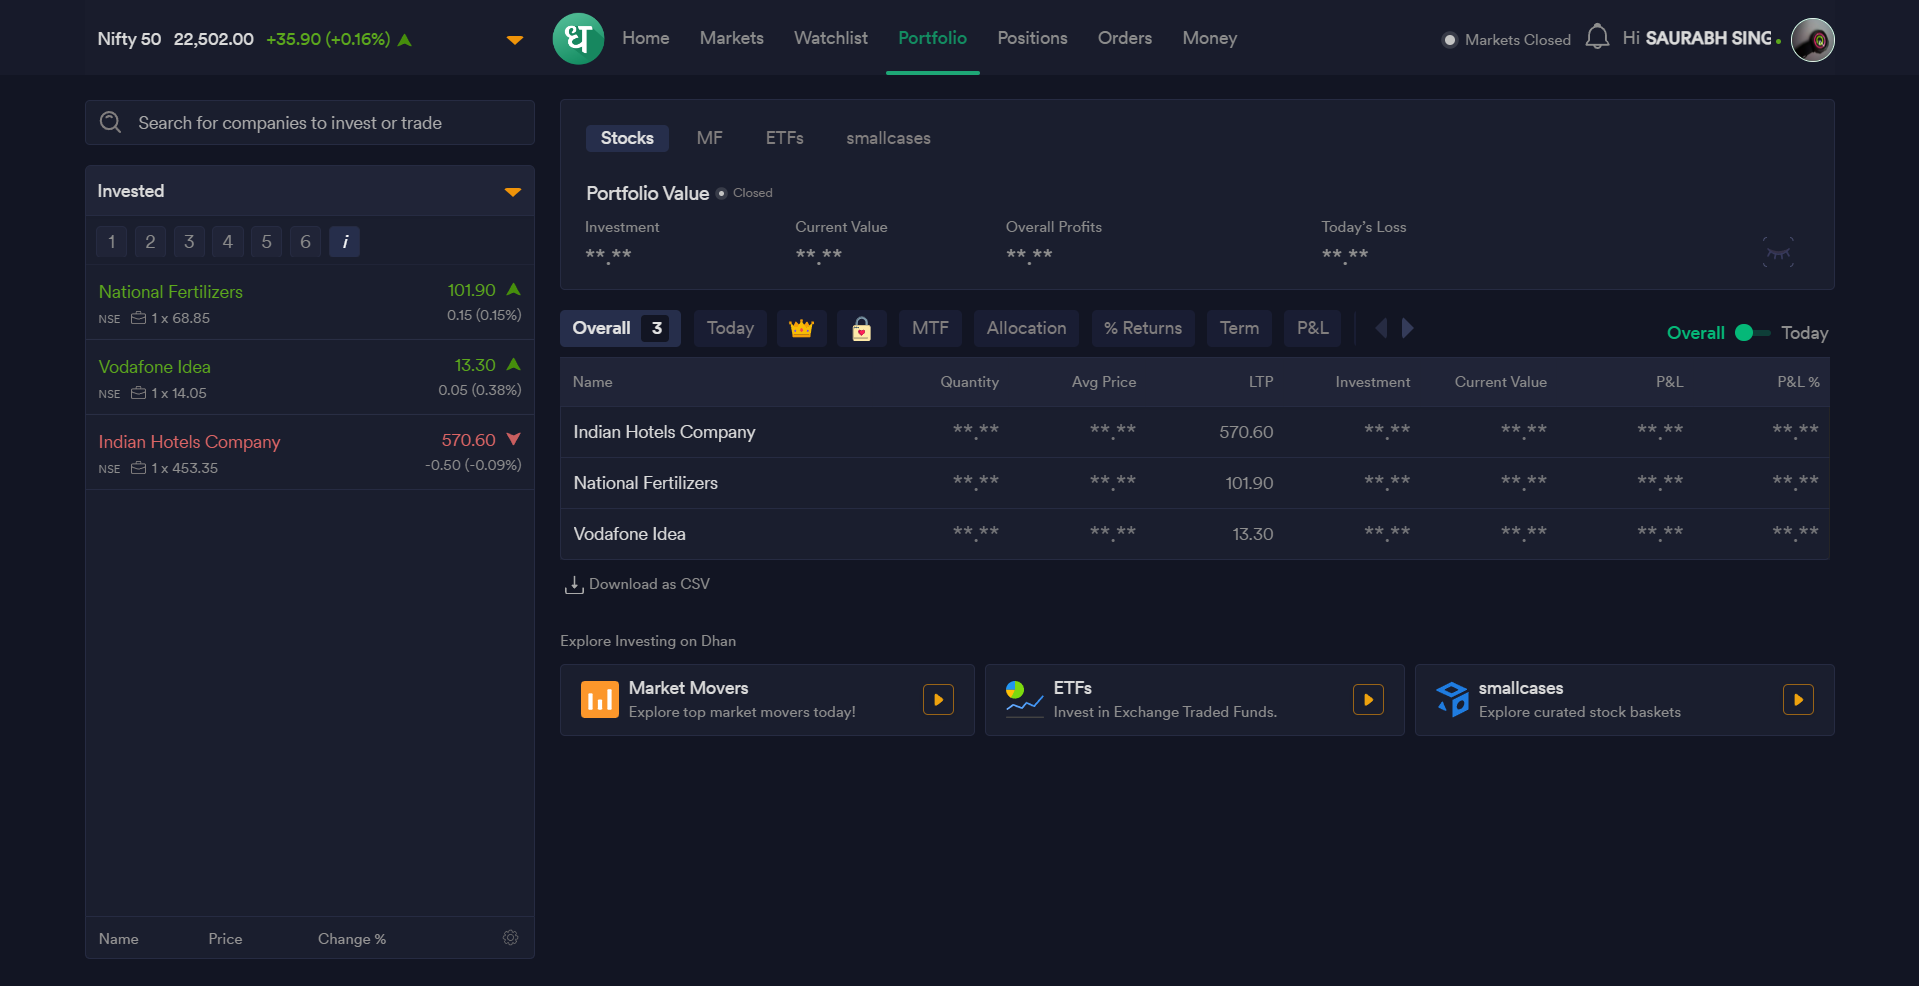 Nifty 50 22,502.00 +35.90 (+0.16%)
ध Home Markets Watchlist Portfolio Positions Orders Money
Markets Closed Hi SAURABH SING
Search for companies to invest or trade
Invested
1 2 3 4 5 6 i
National Fertilizers 101.90
NSE 1 x 68.85 0.15 (0.15%)
Vodafone Idea 13.30
NSE 1 x 14.05 0.05 (0.38%)
Indian Hotels Company 570.60
NSE 1 x 453.35 -0.50 (-0.09%)
Name Price Change %
Stocks MF ETFs smallcases
Portfolio Value Closed
Investment Current Value Overall Profits Today's Loss
**.** **.** **.** **.**
Overall 3 Today MTF Allocation % Returns Term P&L
Overall Today
Name Quantity Avg Price LTP Investment Current Value P&L P&L %
Indian Hotels Company **.** **.** 570.60 **.** **.** **.** **.**
National Fertilizers **.** **.** 101.90 **.** **.** **.** **.**
Vodafone Idea **.** **.** 13.30 **.** **.** **.** **.**
Download as CSV
Explore Investing on Dhan
Market Movers
Explore top market movers today!
ETFs
Invest in Exchange Traded Funds.
smallcases
Explore curated stock baskets